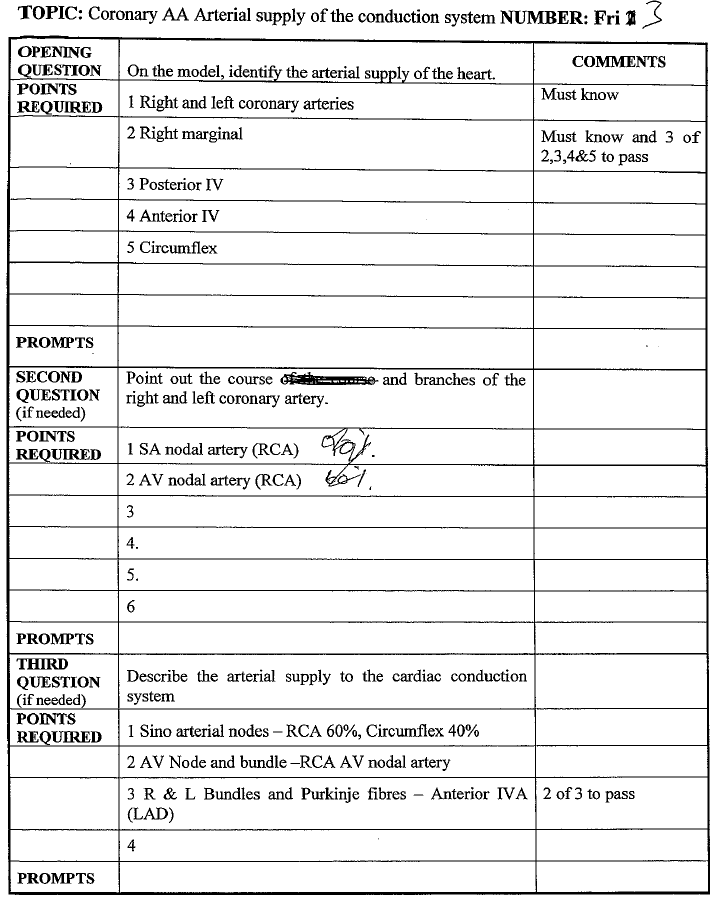 TOPIC: Coronary AA Arterial supply of the conduction system NUMBER: Fri 3
OPENING QUESTION
On the model, identify the arterial supply of the heart.
COMMENTS
POINTS REQUIRED
1 Right and left coronary arteries
Must know
2 Right marginal
Must know and 3 of
2,3,4&5 to pass
3 Posterior IV
4 Anterior IV
5 Circumflex
PROMPTS
SECOND QUESTION (if needed)
Point out the course of the course and branches of the
right and left coronary artery.
POINTS REQUIRED
1 SA nodal artery (RCA)
2 AV nodal artery (RCA)
3
4.
5.
6
PROMPTS
THIRD QUESTION (if needed)
Describe the arterial supply to the cardiac conduction
system
POINTS REQUIRED
1 Sino arterial nodes – RCA 60%, Circumflex 40%
2 AV Node and bundle –RCA AV nodal artery
3 R & L Bundles and Purkinje fibres – Anterior IVA
(LAD)
2 of 3 to pass
4
PROMPTS